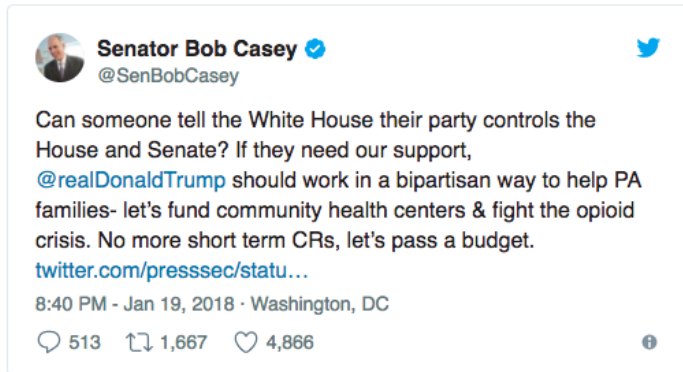 Senator Bob Casey
@SenBobCasey
Can someone tell the White House their party controls the
House and Senate? If they need our support,
@realDonaldTrump should work in a bipartisan way to help PA
families- let's fund community health centers & fight the opioid
crisis. No more short term CRs, let's pass a budget.
twitter.com/presssec/statu…
8:40 PM - Jan 19, 2018 · Washington, DC
513 1,667 4,866